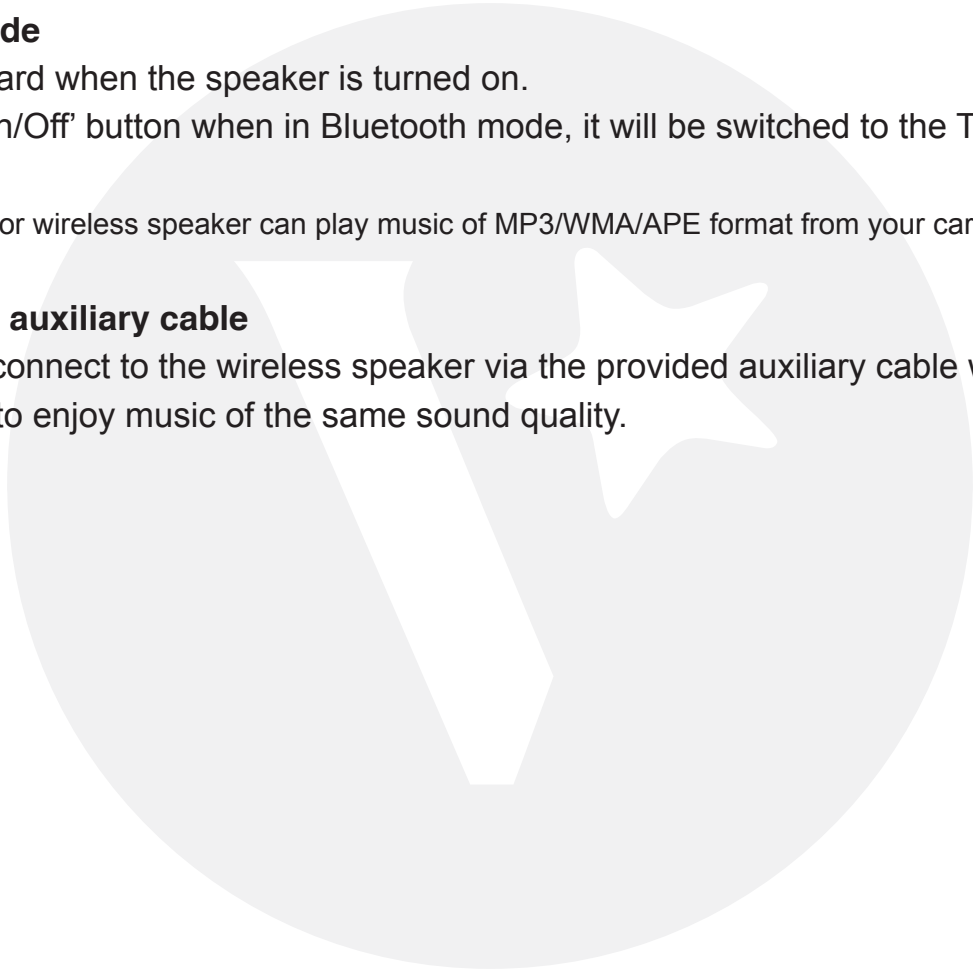 de
ard when the speaker is turned on.
n/Off’ button when in Bluetooth mode, it will be switched to the T
or wireless speaker can play music of MP3/WMA/APE format from your car
auxiliary cable
connect to the wireless speaker via the provided auxiliary cable w
to enjoy music of the same sound quality.